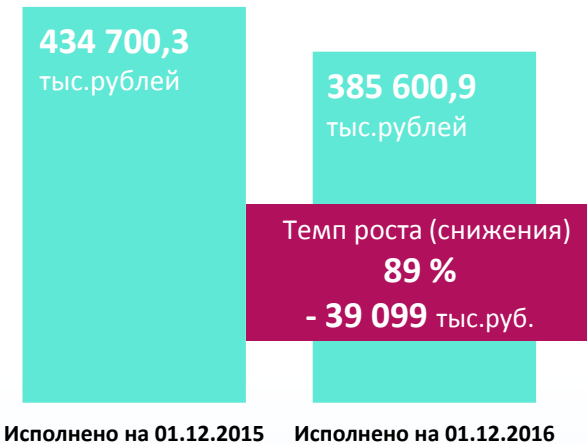 434 700,3
тыс.рублей
385 600,9
тыс.рублей
Темп роста (снижения)
89 %
- 39 099 тыс.руб.
Исполнено на 01.12.2015
Исполнено на 01.12.2016